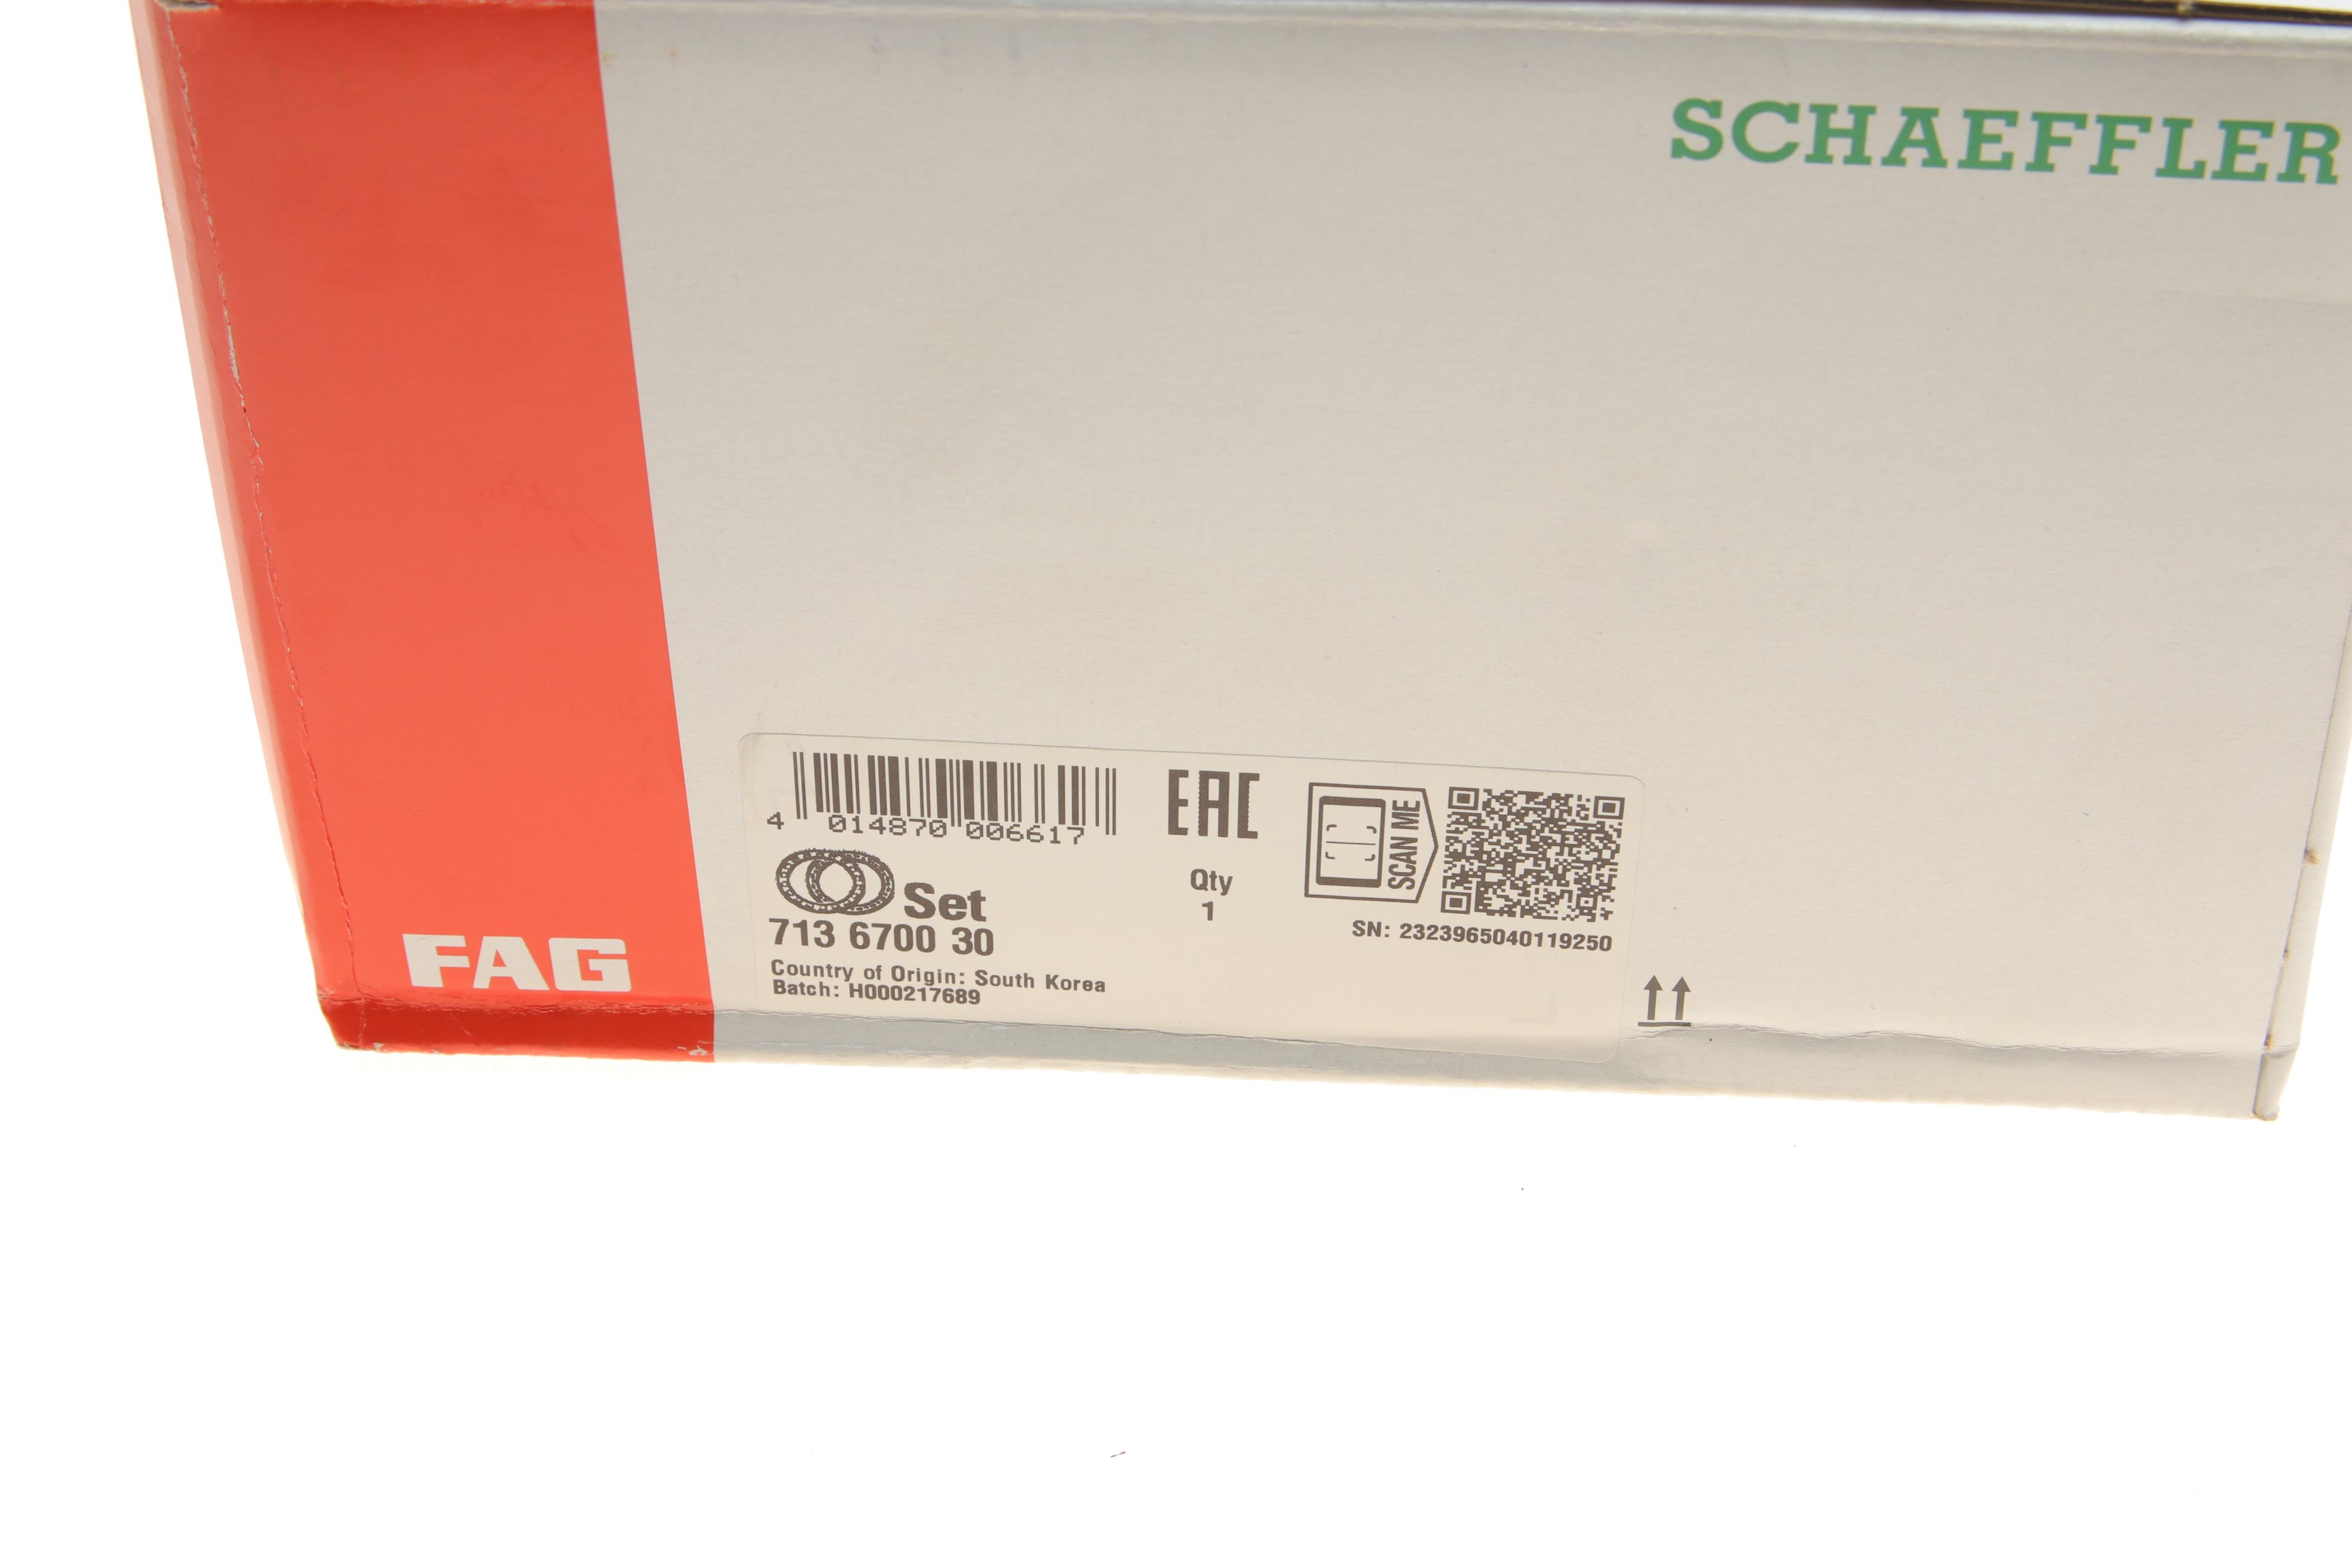 SCHAEFFLER
FAG
4 014870 006617
EAC
SCAN ME
Set
Qty
1
713 6700 30
SN: 2323965040119250
Country of Origin: South Korea
Batch: H000217689